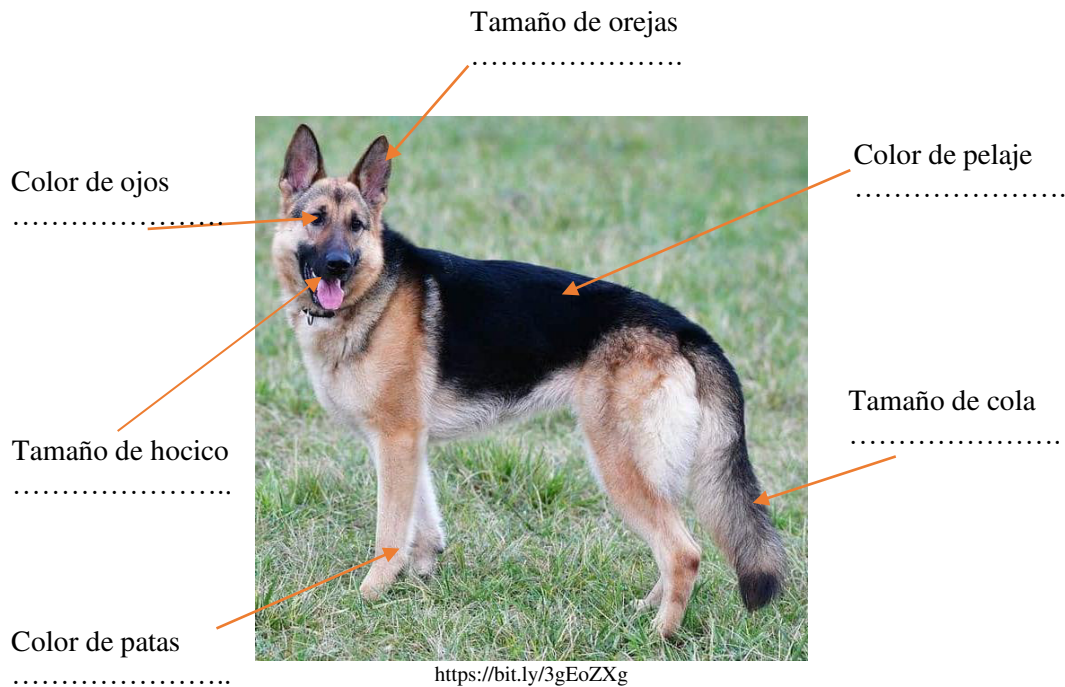 Tamaño de orejas
………………….
Color de pelaje
………………….
Color de ojos
………………….
Tamaño de cola
………………….
Tamaño de hocico
…………………..
Color de patas
…………………..
https://bit.ly/3gEoZXg